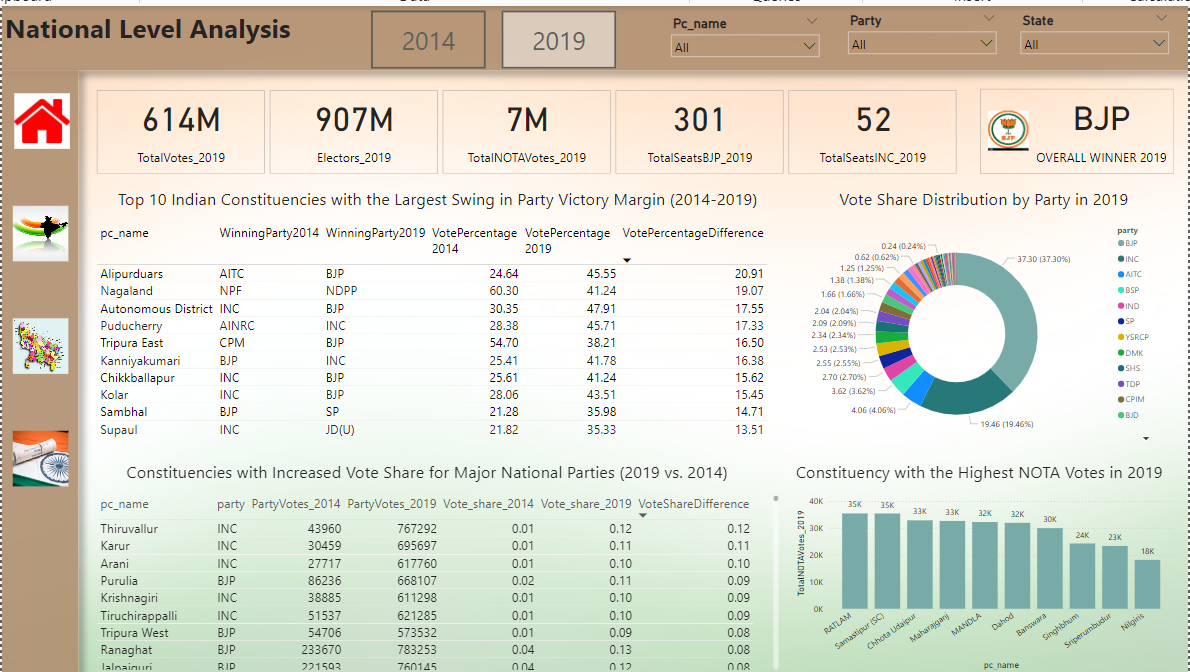 National Level Analysis
2014
2019
Pc_name
All
Party
All
State
All
614M
TotalVotes_2019
907M
Electors_2019
7M
TotalNOTAVotes_2019
301
TotalSeatsBJP_2019
52
TotalSeatsINC_2019
BJP
BJP
OVERALL WINNER 2019
Top 10 Indian Constituencies with the Largest Swing in Party Victory Margin (2014-2019)
pc_name WinningParty2014 WinningParty2019 VotePercentage 2014 VotePercentage 2019 VotePercentageDifference
Alipurduars AITC BJP 24.64 45.55 20.91
Nagaland NPF NDPP 60.30 41.24 19.07
Autonomous District INC BJP 30.35 47.91 17.55
Puducherry AINRC INC 28.38 45.71 17.33
Tripura East CPM BJP 54.70 38.21 16.50
Kanniyakumari BJP INC 25.41 41.78 16.38
Chikkballapur INC BJP 25.61 41.24 15.62
Kolar INC BJP 28.06 43.51 15.45
Sambhal BJP SP 21.28 35.98 14.71
Supaul INC JD(U) 21.82 35.33 13.51
Vote Share Distribution by Party in 2019
0.24 (0.24%)
0.62 (0.62%)
1.25 (1.25%)
1.38 (1.38%)
1.66 (1.66%)
2.04 (2.04%)
2.09 (2.09%)
2.34 (2.34%)
2.53 (2.53%)
2.55 (2.55%)
2.70 (2.70%)
3.62 (3.62%)
4.06 (4.06%)
19.46 (19.46%)
37.30 (37.30%)
party
BJP
INC
AITC
BSP
IND
SP
YSRCP
DMK
SHS
TDP
CPIM
BJD
Constituencies with Increased Vote Share for Major National Parties (2019 vs. 2014)
pc_name party PartyVotes_2014 PartyVotes_2019 Vote_share_2014 Vote_share_2019 VoteShareDifference
Thiruvallur INC 43960 767292 0.01 0.12 0.12
Karur INC 30459 695697 0.01 0.11 0.11
Arani INC 27717 617760 0.01 0.10 0.10
Purulia BJP 86236 668107 0.02 0.11 0.09
Krishnagiri INC 38885 611298 0.01 0.10 0.09
Tiruchirappalli INC 51537 621285 0.01 0.10 0.09
Tripura West BJP 54706 573532 0.01 0.09 0.08
Ranaghat BJP 233670 783253 0.04 0.13 0.08
Jalpaiguri BJP 221593 760145 0.04 0.12 0.08
Constituency with the Highest NOTA Votes in 2019
TotalNOTAVotes_2019
40K
30K
20K
10K
0K
35K 35K 33K 33K 32K 32K 30K 24K 23K 18K
RATLAM Samastipur (SC) Chhota Udaipur Maharajganj MANDLA Dahod Banswara Singhbhum Sriperumbudur Nilgiris
pc_name